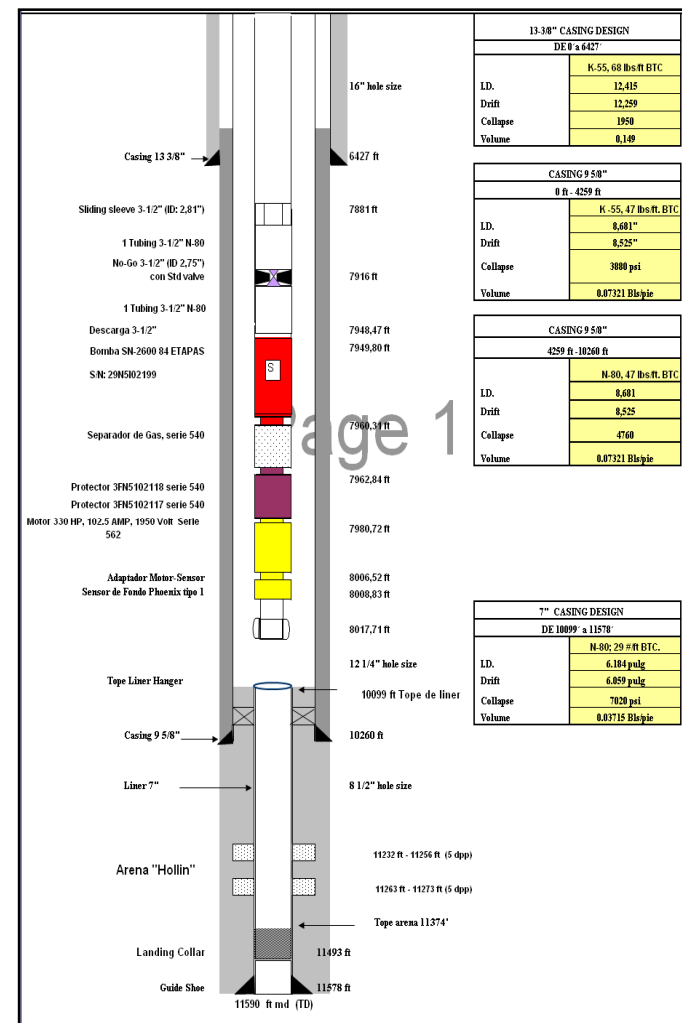 16" hole size
Casing 13 3/8"
6427 ft
Sliding sleeve 3-1/2" (ID: 2,81")
7881 ft
1 Tubing 3-1/2" N-80
No-Go 3-1/2" (ID 2,75")
con Std valve
7916 ft
1 Tubing 3-1/2" N-80
Descarga 3-1/2"
7948,47 ft
Bomba SN-2600 84 ETAPAS
7949,80 ft
S/N: 29N5I02199
S
Page 1
7960,31 ft
Separador de Gas, serie 540
7962,84 ft
Protector 3FN5102118 serie 540
Protector 3FN5102117 serie 540
Motor 330 HP, 102.5 AMP, 1950 Volt Serie
562
7980,72 ft
Adaptador Motor-Sensor
8006,52 ft
Sensor de Fondo Phoenix tipo 1
8008,83 ft
8017,71 ft
12 1/4" hole size
Tope Liner Hanger
10099 ft Tope de liner
Casing 9 5/8"
10260 ft
Liner 7"
8 1/2" hole size
11232 ft - 11256 ft (5 dpp)
Arena "Hollin"
11263 ft - 11273 ft (5 dpp)
Tope arena 11374'
Landing Collar
11493 ft
Guide Shoe
11578 ft
11590 ft md (TD)
13-3/8" CASING DESIGN
DE 0´a 6427´
K-55, 68 lbs/ft BTC
I.D. 12,415
Drift 12,259
Collapse 1950
Volume 0,149
CASING 9 5/8"
0 ft - 4259 ft
K -55, 47 lbs/ft. BTC
I.D. 8,681"
Drift 8,525"
Collapse 3880 psi
Volume 0.07321 Bls/pie
CASING 9 5/8"
4259 ft -10260 ft
N-80, 47 lbs/ft. BTC
I.D. 8,681
Drift 8,525
Collapse 4760
Volume 0.07321 Bls/pie
7" CASING DESIGN
DE 10099´ a 11578´
N-80; 29 #/ft BTC.
I.D. 6.184 pulg
Drift 6.059 pulg
Collapse 7020 psi
Volume 0.03715 Bls/pie